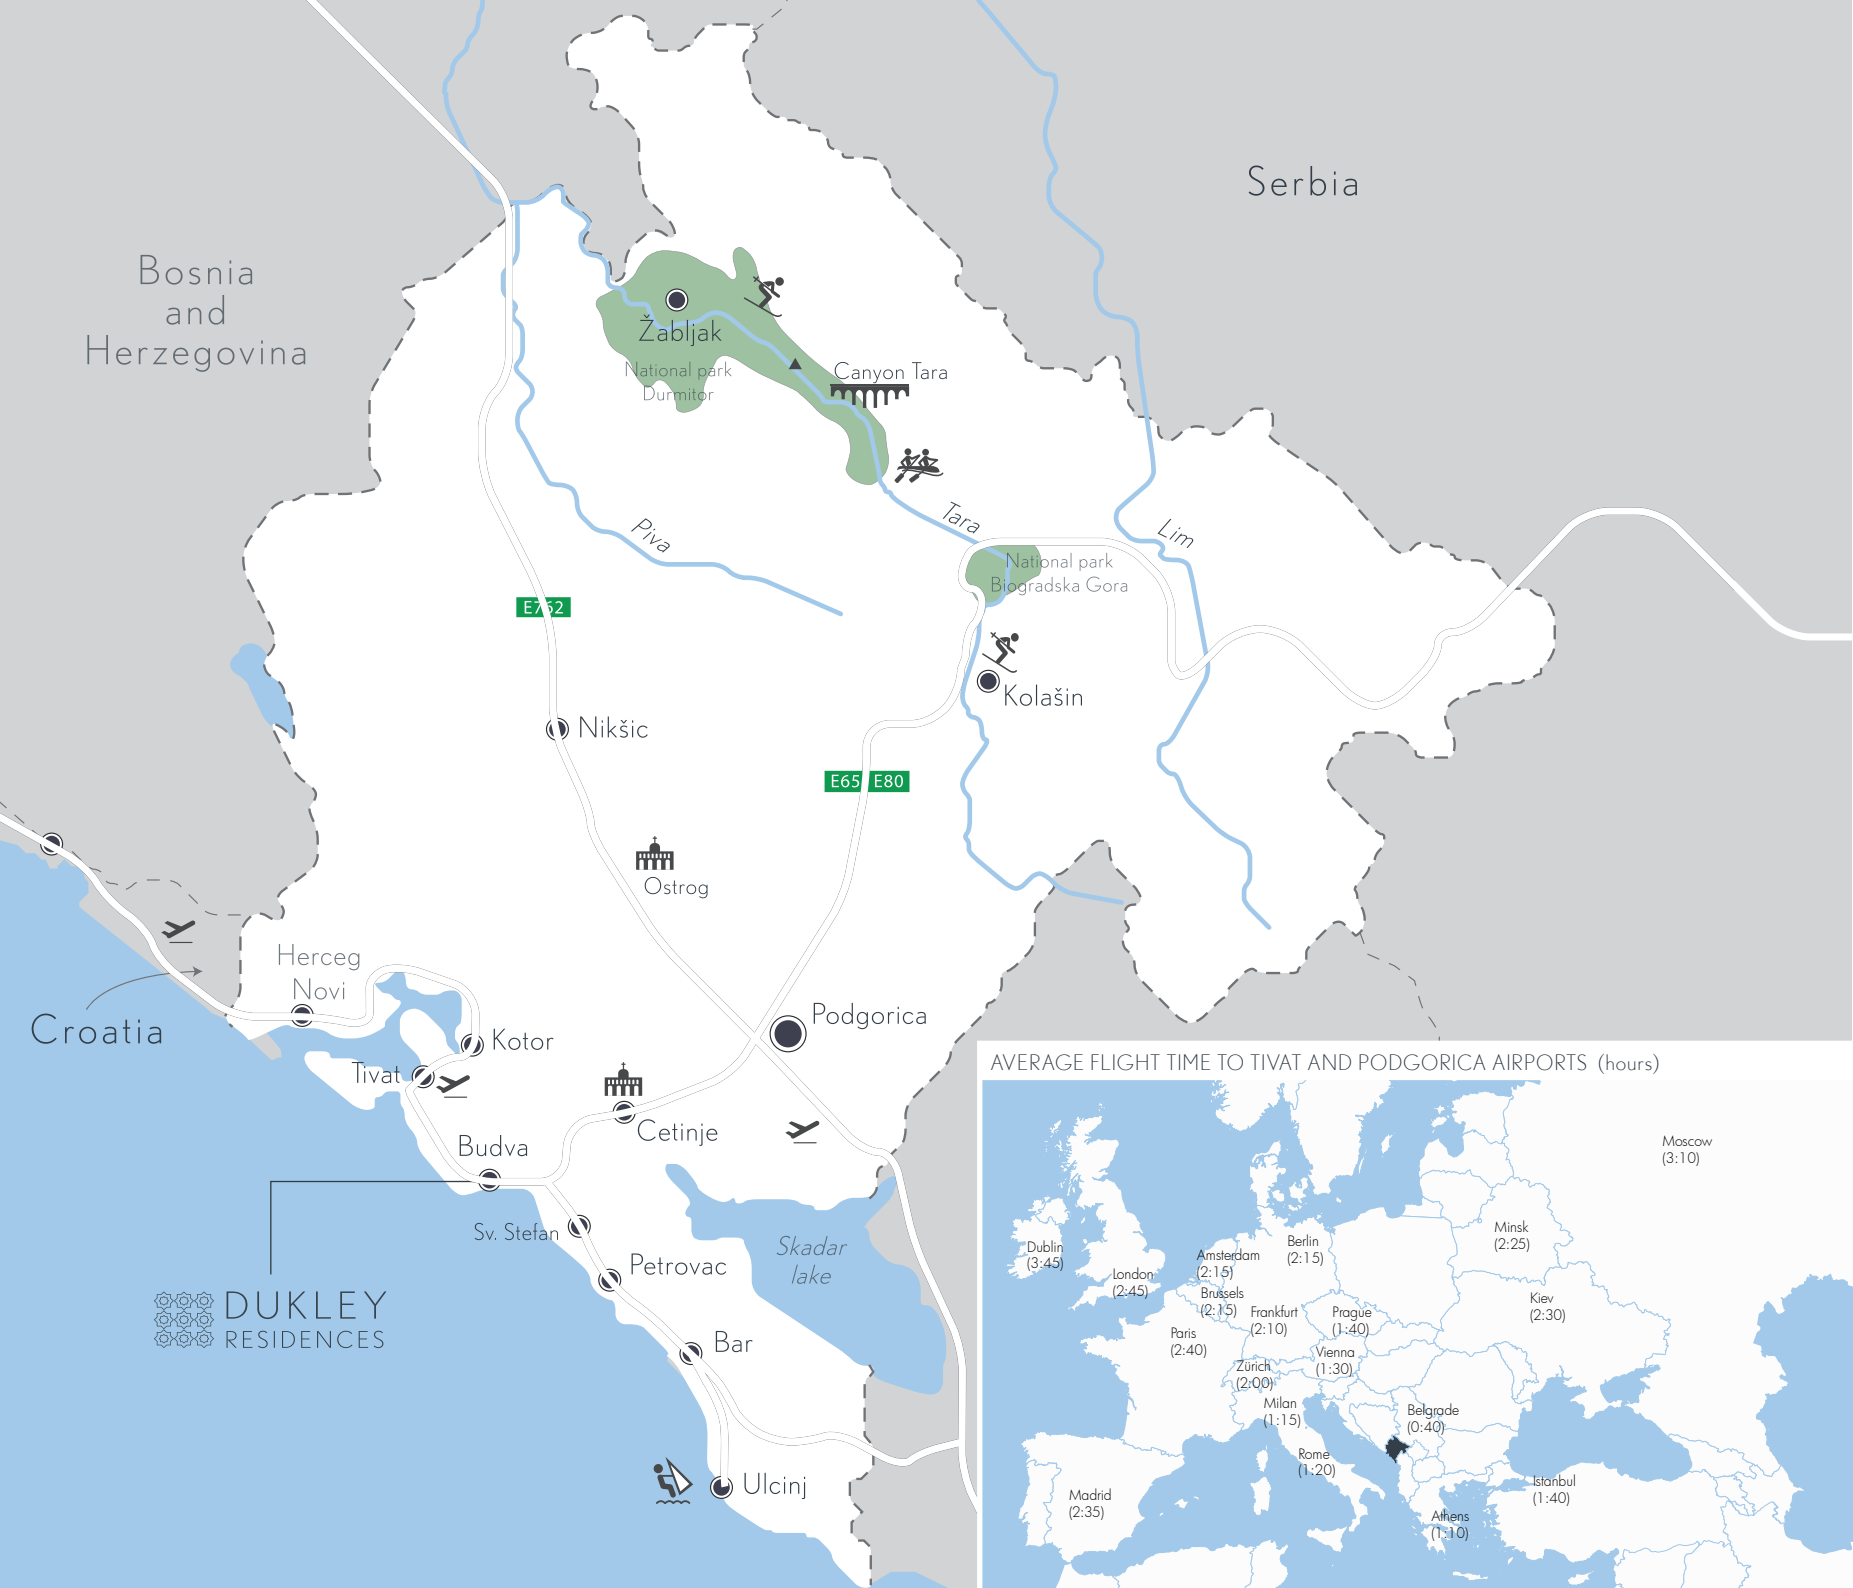 Serbia
Bosnia
and
Herzegovina
Žabljak
National park
Durmitor
Canyon Tara
Tara
Lim
Piva
National park
Biogradska Gora
E762
Kolašin
Nikšic
E65 E80
Ostrog
Herceg
Novi
Croatia
Podgorica
Kotor
Tivat
Cetinje
Budva
Sv. Stefan
Skadar
lake
Petrovac
DUKLEY
RESIDENCES
Bar
Ulcinj
AVERAGE FLIGHT TIME TO TIVAT AND PODGORICA AIRPORTS (hours)
Moscow
(3:10)
Minsk
(2:25)
Dublin
(3:45)
Berlin
(2:15)
Amsterdam
(2:15)
London
(2:45)
Brussels
(2:15)
Kiev
(2:30)
Frankfurt
(2:10)
Prague
(1:40)
Paris
(2:40)
Vienna
(1:30)
Zürich
(2:00)
Milan
(1:15)
Belgrade
(0:40)
Rome
(1:20)
Istanbul
(1:40)
Madrid
(2:35)
Athens
(1:10)